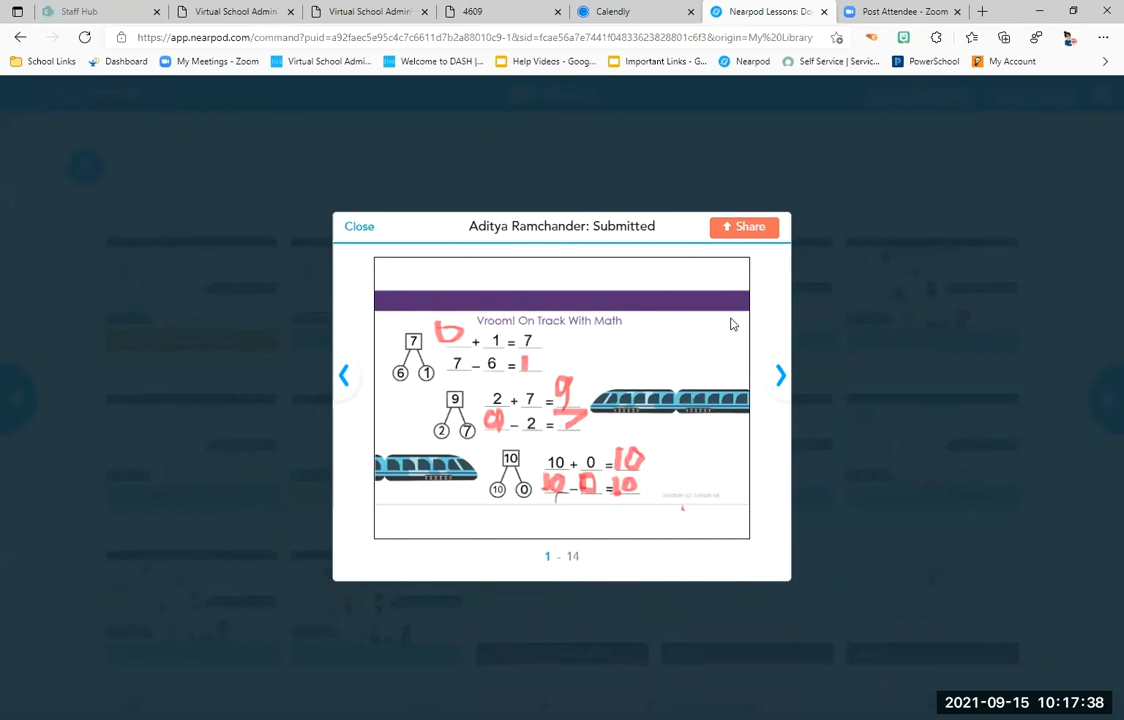 Staff Hub
Virtual School Admin
Virtual School Admin
4609
Calendly
Nearpod Lessons: Do
Post Attendee - Zoom
https://app.nearpod.com/command?puid=a92faec5e95c4c7c6611d7b2a88010c9-1&sid=fcae56a7e7441f04833623828801c6f3&origin=My%20Library
School Links
Dashboard
My Meetings - Zoom
Virtual School Admi...
Welcome to DASH |...
Help Videos - Goog...
Important Links - G...
Nearpod
Self Service | Servic...
PowerSchool
My Account
Close
Aditya Ramchander: Submitted
Share
Vroom! On Track With Math
7
6 1
6 + 1 = 7
7 - 6 = 1
9
2 7
2 + 7 = 9
9 - 2 = 7
10
10 0
10 + 0 = 10
10 - 0 = 10
1 - 14
2021-09-15 10:17:38